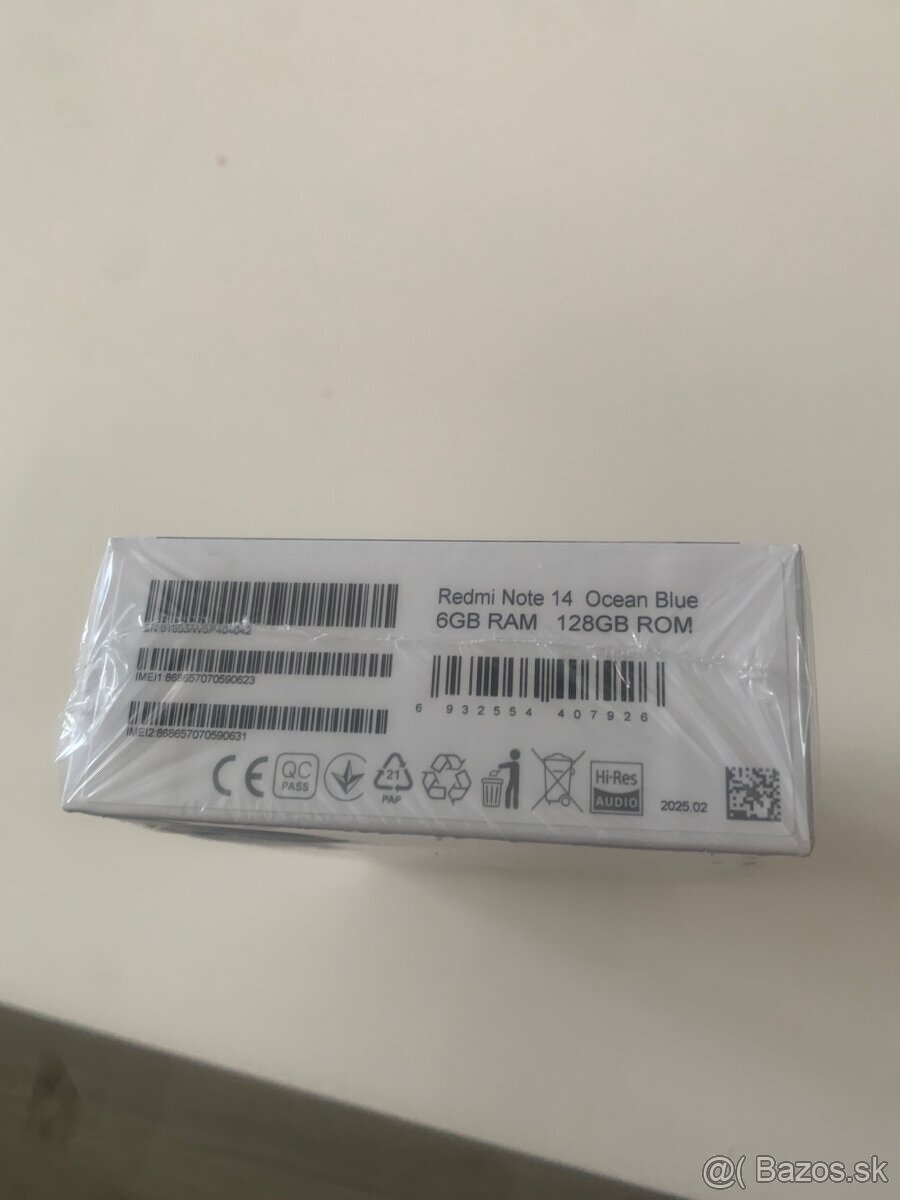 Redmi Note 14 Ocean Blue
6GB RAM 128GB ROM
IMEI1:868657070590623
IMEI2:868657070590631
6 932554 407926
CE
QC
PASS
21
PAP
Hi-Res
AUDIO
2025.02
@( Bazos.sk